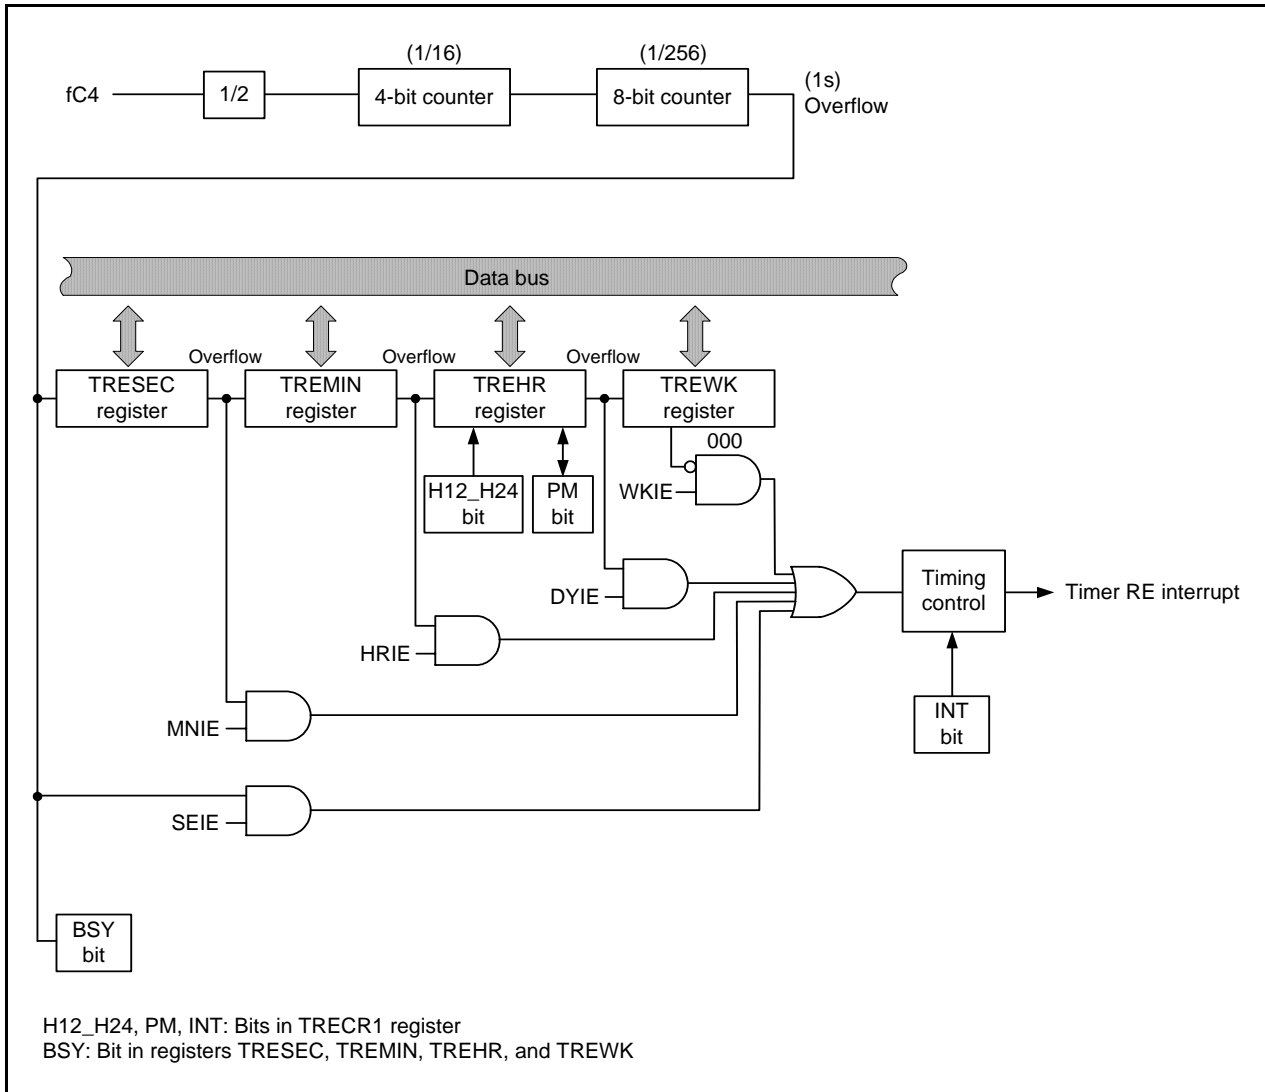 (1/16)
(1/256)
fC4
1/2
4-bit counter
8-bit counter
(1s)
Overflow
Data bus
Overflow
Overflow
Overflow
TRESEC
register
TREMIN
register
TREHR
register
TREWK
register
000
H12_H24
bit
PM
bit
WKIE
DYIE
Timing
control
Timer RE interrupt
HRIE
INT
bit
MNIE
SEIE
BSY
bit
H12_H24, PM, INT: Bits in TRECR1 register
BSY: Bit in registers TRESEC, TREMIN, TREHR, and TREWK